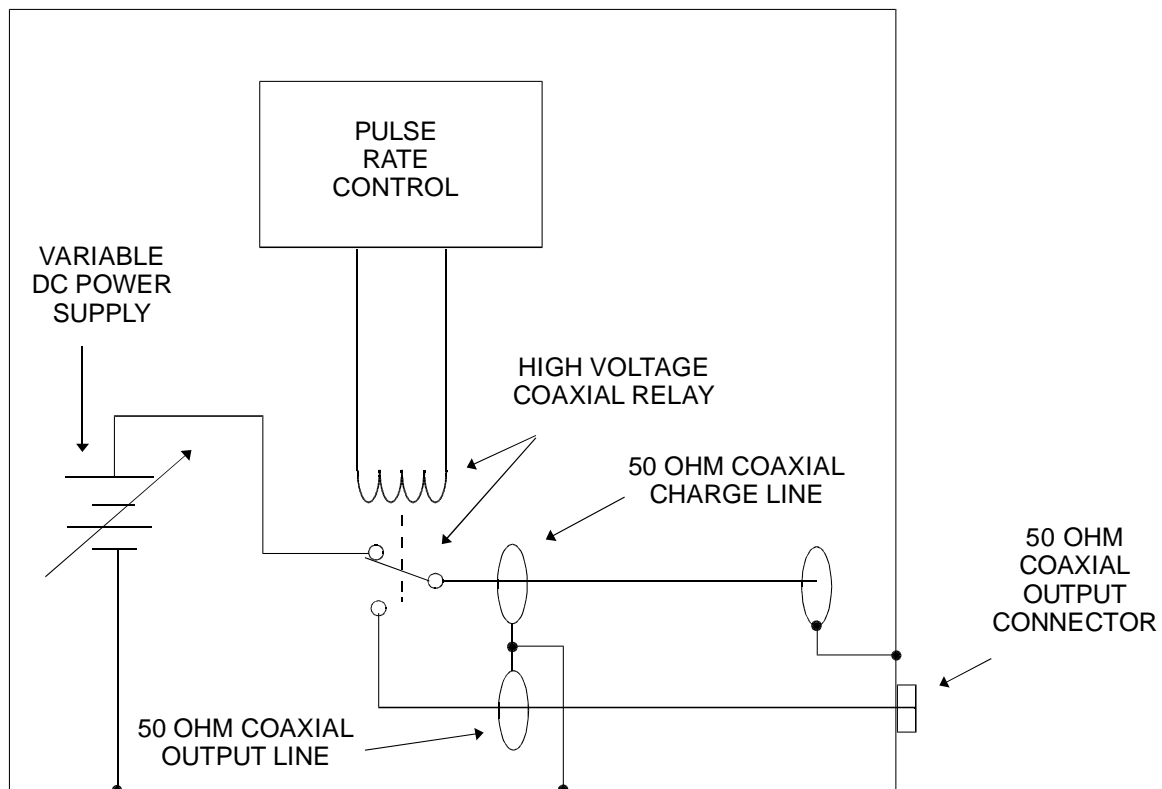 PULSE
RATE
CONTROL
VARIABLE
DC POWER
SUPPLY
HIGH VOLTAGE
COAXIAL RELAY
50 OHM COAXIAL
CHARGE LINE
50 OHM
COAXIAL
OUTPUT
CONNECTOR
50 OHM COAXIAL
OUTPUT LINE